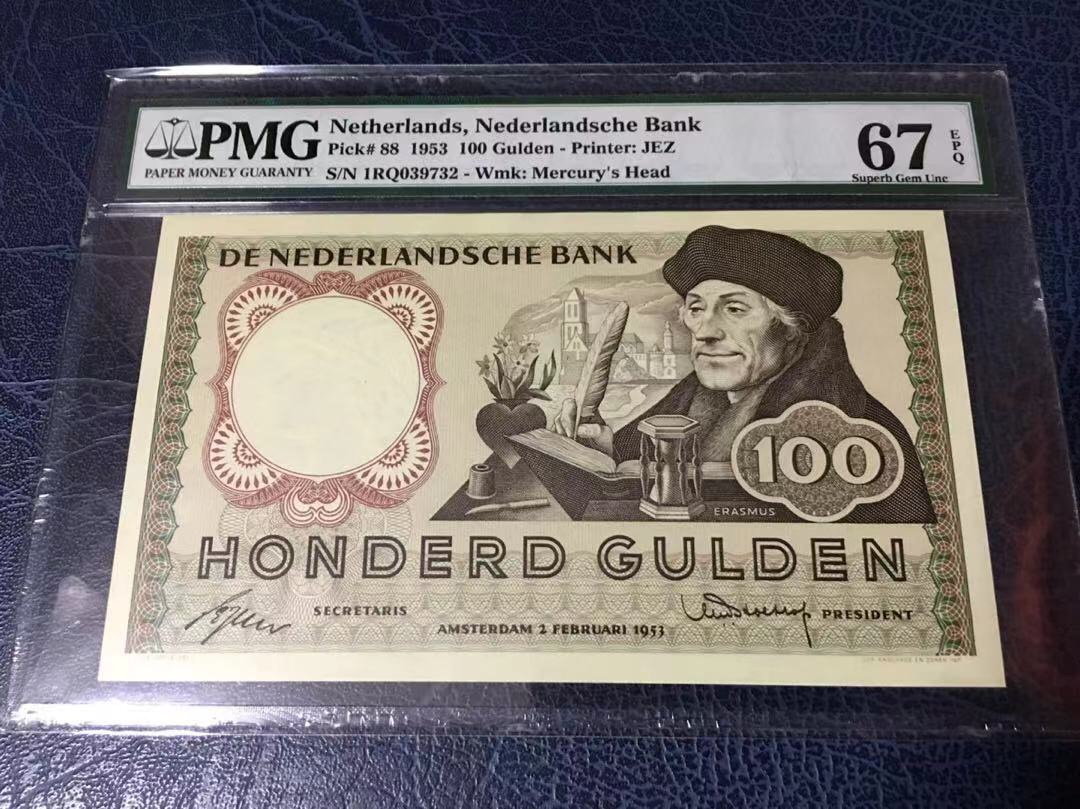 PMG
PAPER MONEY GUARANTY
Netherlands, Nederlandsche Bank
Pick# 88 1953 100 Gulden - Printer: JEZ
S/N 1RQ039732 - Wmk: Mercury's Head
67 EPQ
Superb Gem Unc
DE NEDERLANDSCHE BANK
100
ERASMUS
HONDERD GULDEN
SECRETARIS
PRESIDENT
AMSTERDAM 2 FEBRUARI 1953